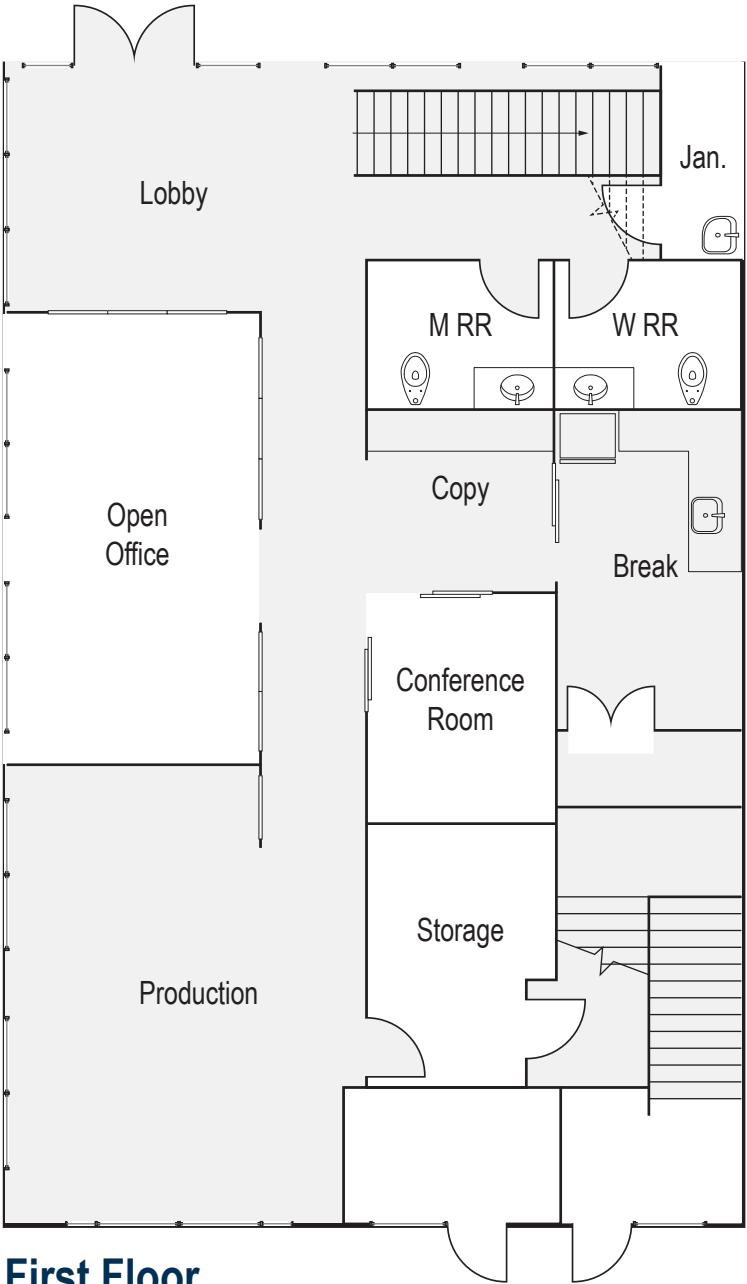 Jan.
Lobby
M RR
W RR
Copy
Open
Office
Break
Conference
Room
Storage
Production
First Floor